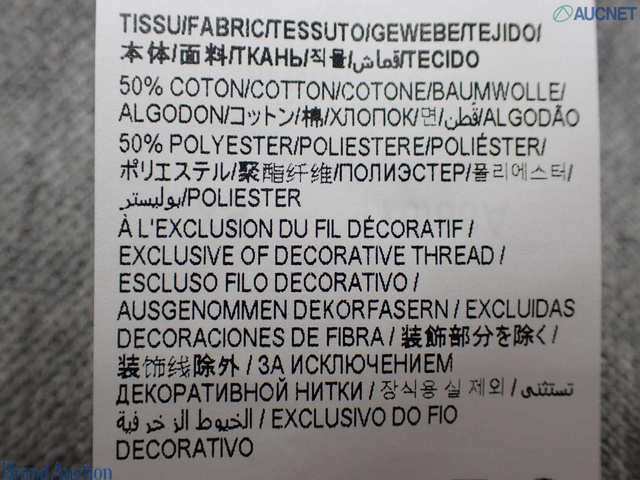 AUCNET
TISSU/FABRIC/TESSUTO/GEWEBE/TEJIDO/
本体/面料/ТКАНЬ/직물/قماش/TECIDO
50% COTON/COTTON/COTONE/BAUMWOLLE/
ALGODON/コットン/棉/ХЛОПОК/면/قطن/ALGODÃO
50% POLYESTER/POLIESTERE/POLIÉSTER/
ポリエステル/聚酯纤维/ПОЛИЭСТЕР/폴리에스터/
بوليستر/POLIESTER
À L'EXCLUSION DU FIL DÉCORATIF /
EXCLUSIVE OF DECORATIVE THREAD /
ESCLUSO FILO DECORATIVO /
AUSGENOMMEN DEKORFASERN / EXCLUIDAS
DECORACIONES DE FIBRA / 装飾部分を除く/
装饰线除外 / ЗА ИСКЛЮЧЕНИЕМ
ДЕКОРАТИВНОЙ НИТКИ / 장식용 실 제외 / تستثنى
الخيوط الزخرفية / EXCLUSIVO DO FIO
DECORATIVO
Brand Auction